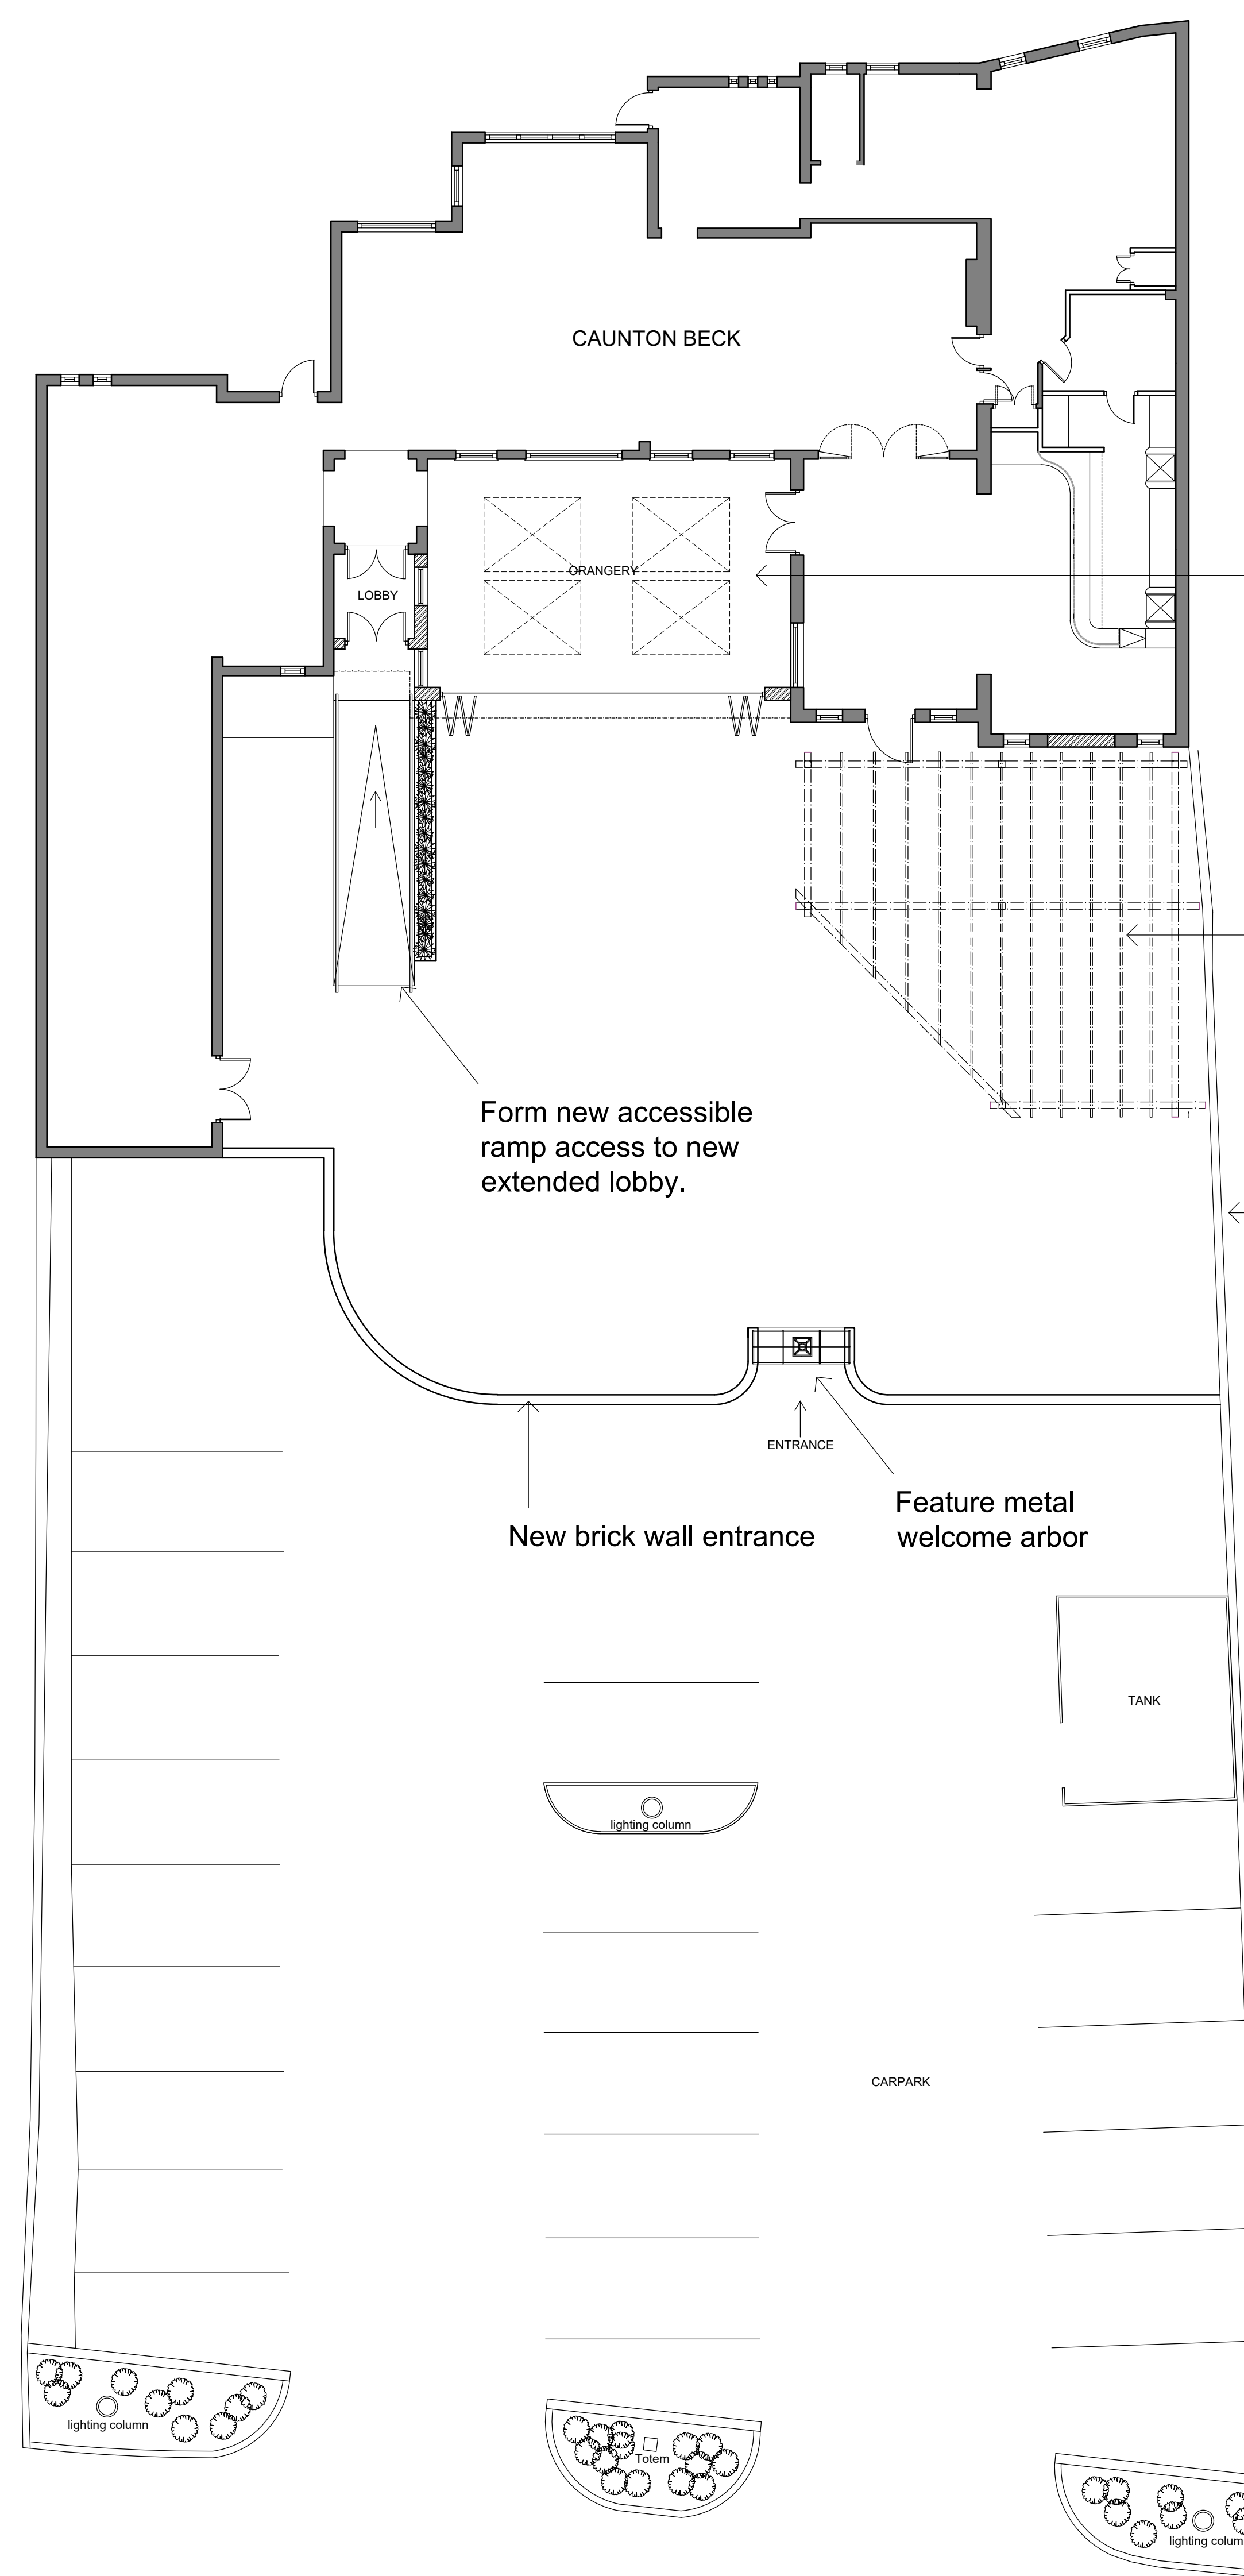 CAUNTON BECK
ORANGERY
LOBBY
Form new accessible
ramp access to new
extended lobby.
ENTRANCE
Feature metal
welcome arbor
New brick wall entrance
TANK
lighting column
CARPARK
lighting column
Totem
lighting colum